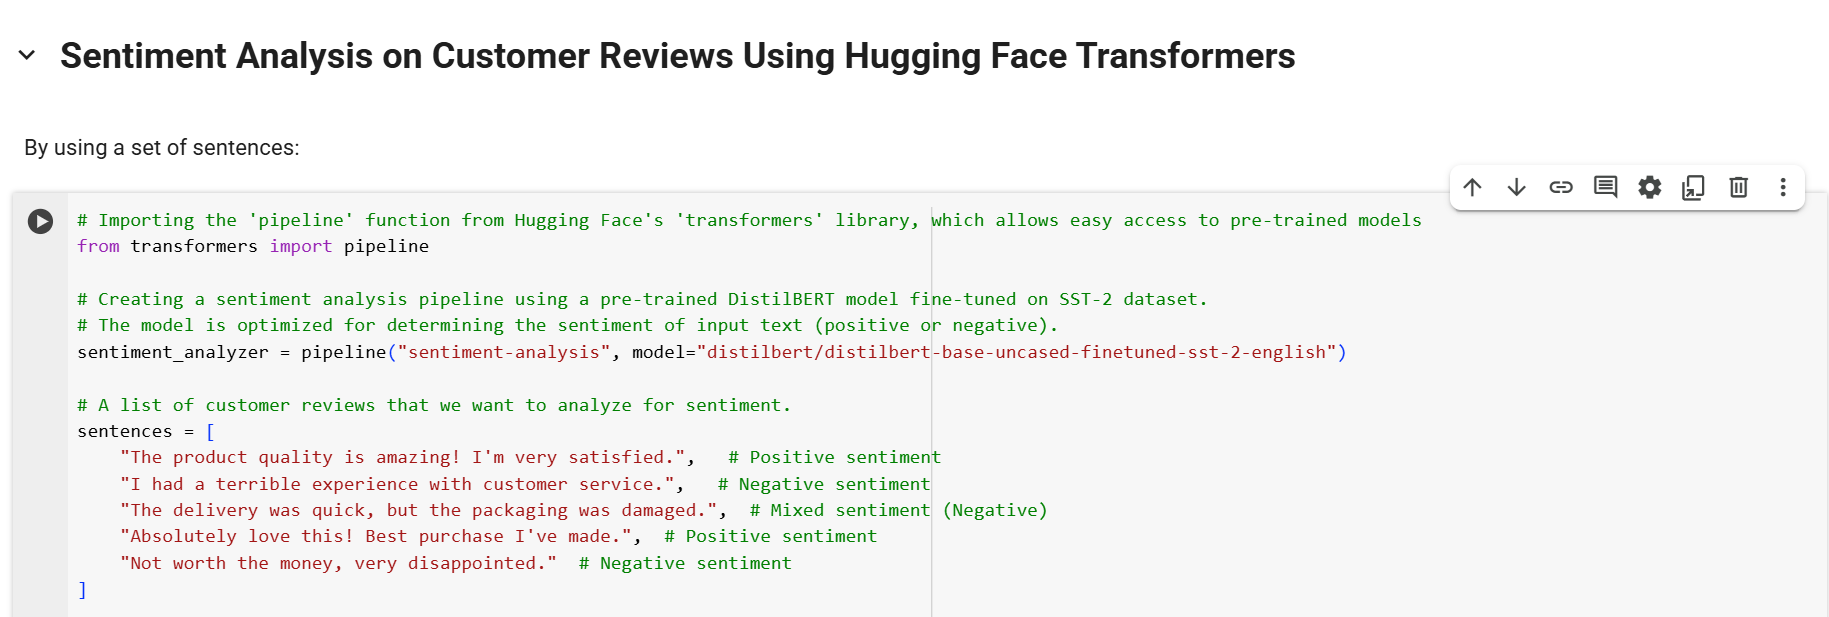 Sentiment Analysis on Customer Reviews Using Hugging Face Transformers
By using a set of sentences:
# Importing the 'pipeline' function from Hugging Face's 'transformers' library, which allows easy access to pre-trained models
from transformers import pipeline
# Creating a sentiment analysis pipeline using a pre-trained DistilBERT model fine-tuned on SST-2 dataset.
# The model is optimized for determining the sentiment of input text (positive or negative).
sentiment_analyzer = pipeline("sentiment-analysis", model="distilbert/distilbert-base-uncased-finetuned-sst-2-english")
# A list of customer reviews that we want to analyze for sentiment.
sentences = [
    "The product quality is amazing! I'm very satisfied.",   # Positive sentiment
    "I had a terrible experience with customer service.",   # Negative sentiment
    "The delivery was quick, but the packaging was damaged.",  # Mixed sentiment (Negative)
    "Absolutely love this! Best purchase I've made.",  # Positive sentiment
    "Not worth the money, very disappointed."  # Negative sentiment
]